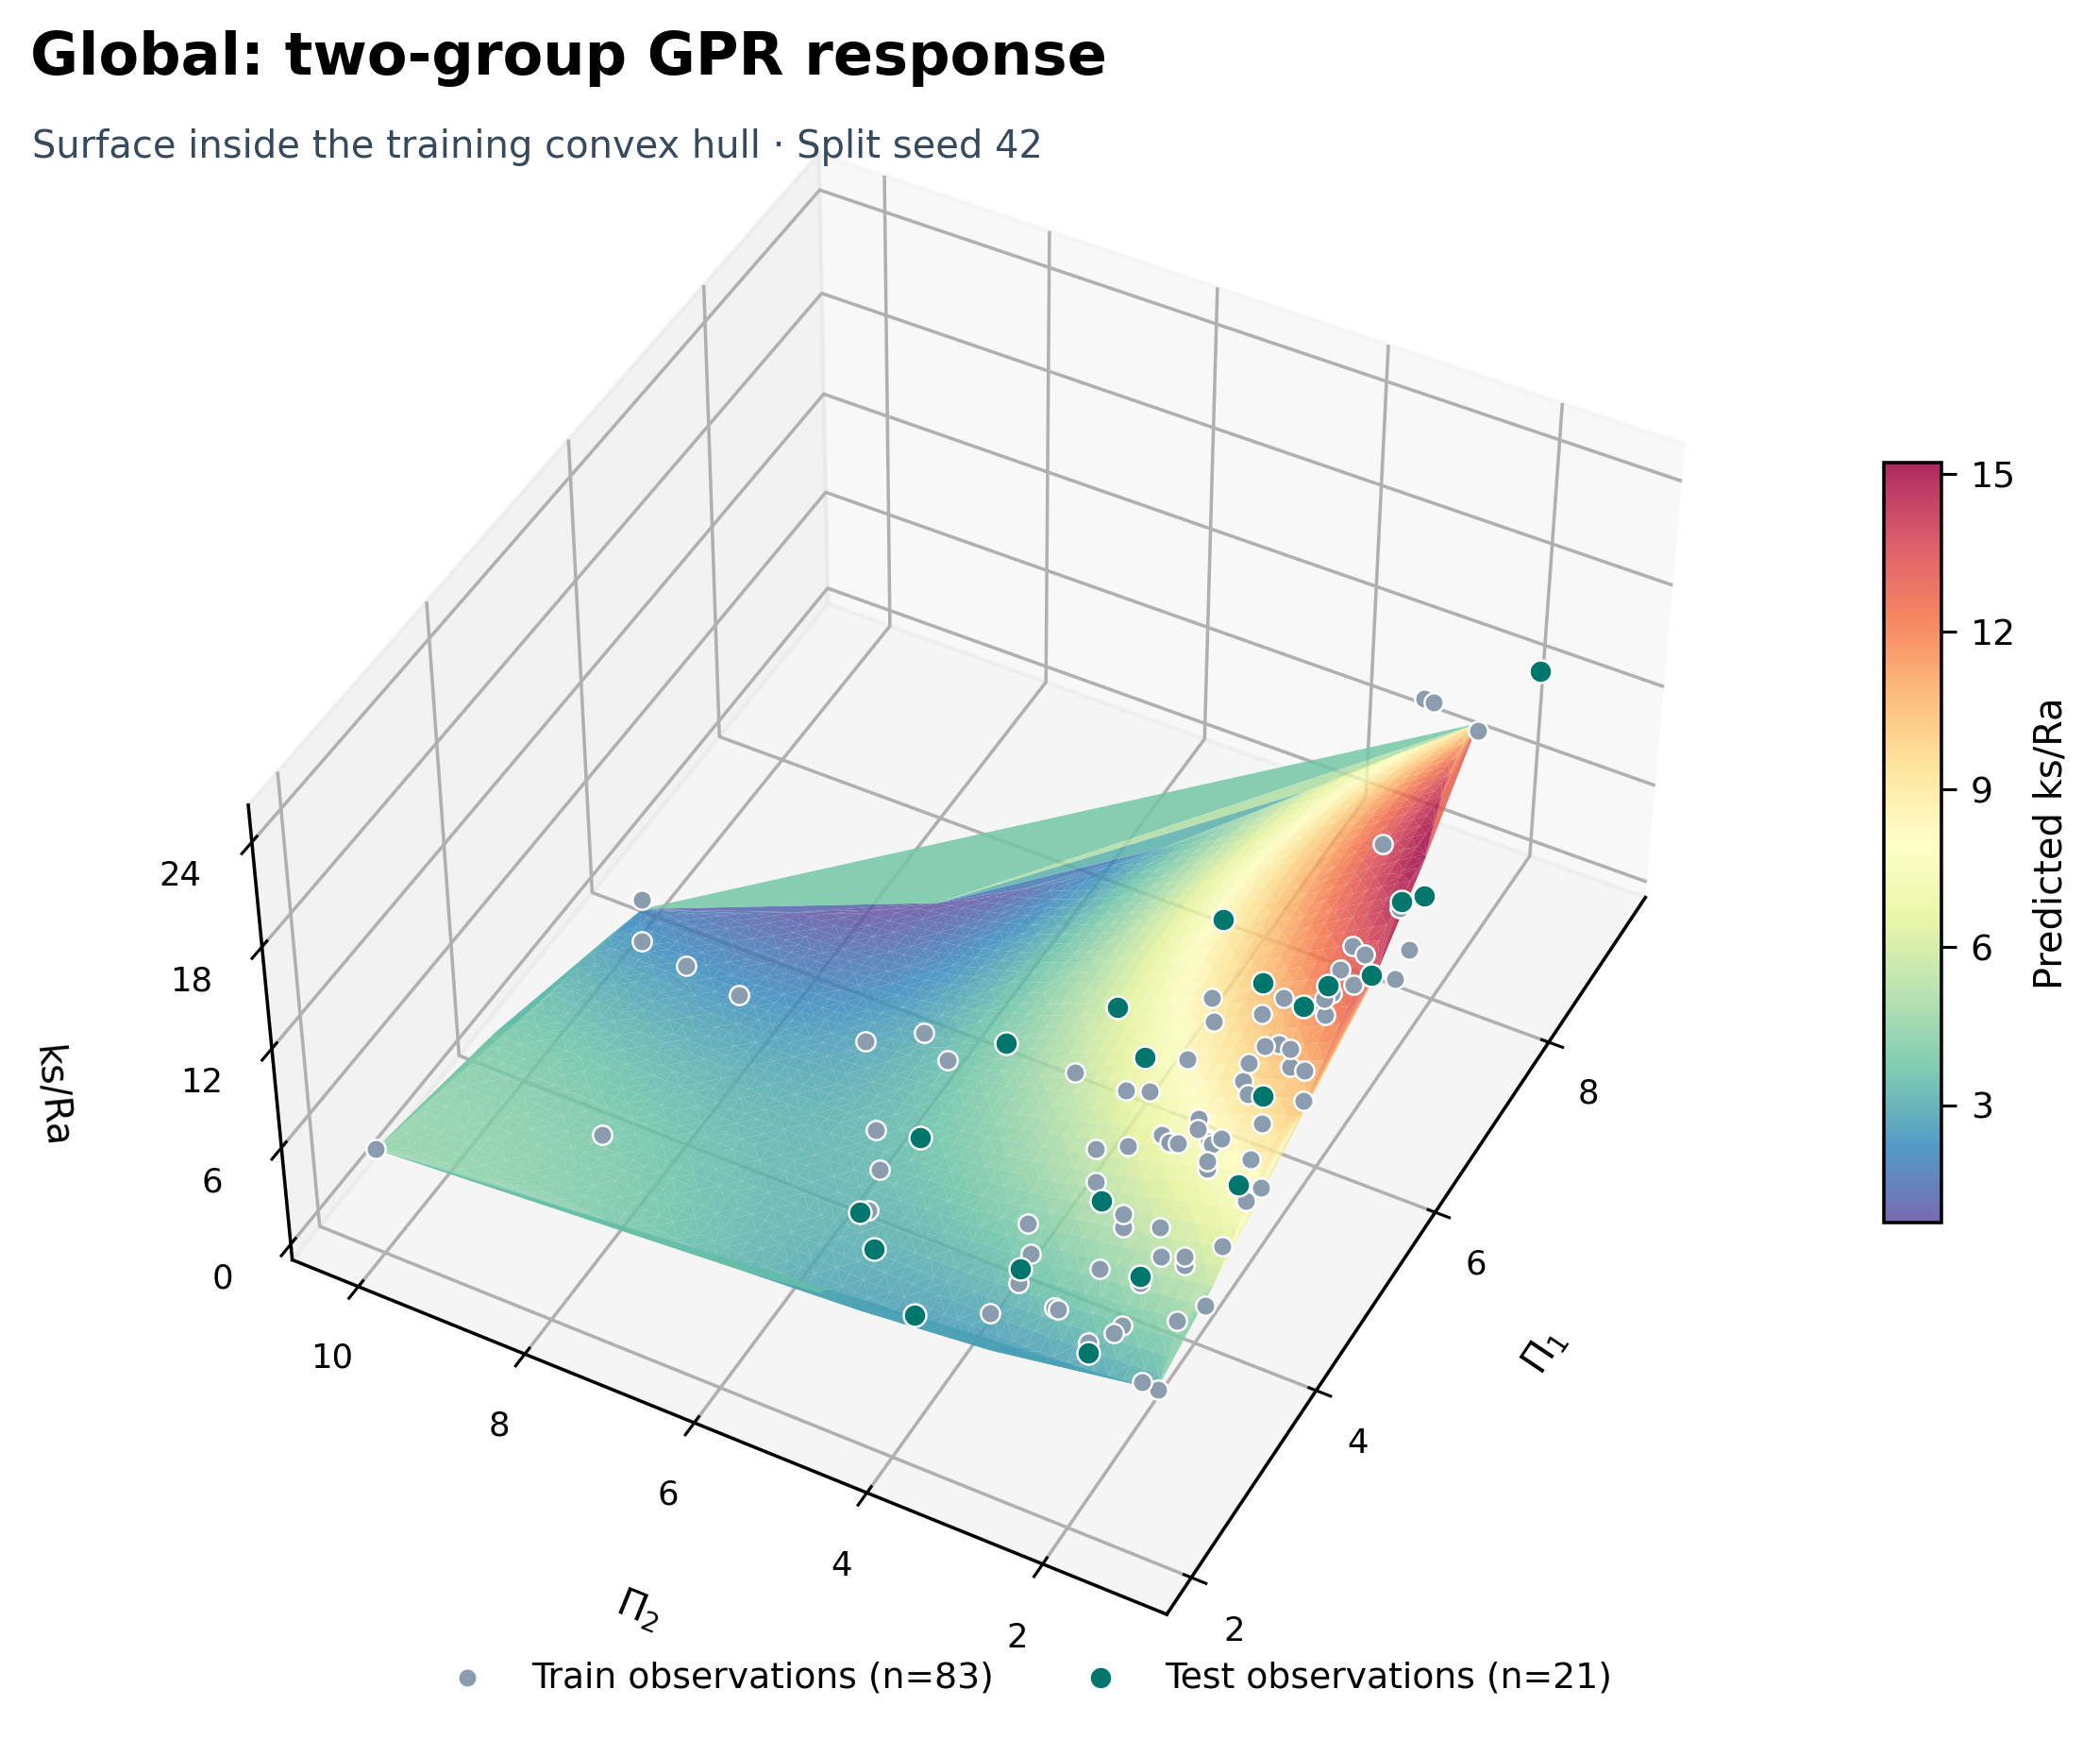 Global: two-group GPR response
Surface inside the training convex hull · Split seed 42
15
12
9
6
3
Predicted ks/Ra
24
18
12
6
0
ks/Ra
10
8
6
4
2
Π₂
2
4
6
8
Π₁
Train observations (n=83)
Test observations (n=21)